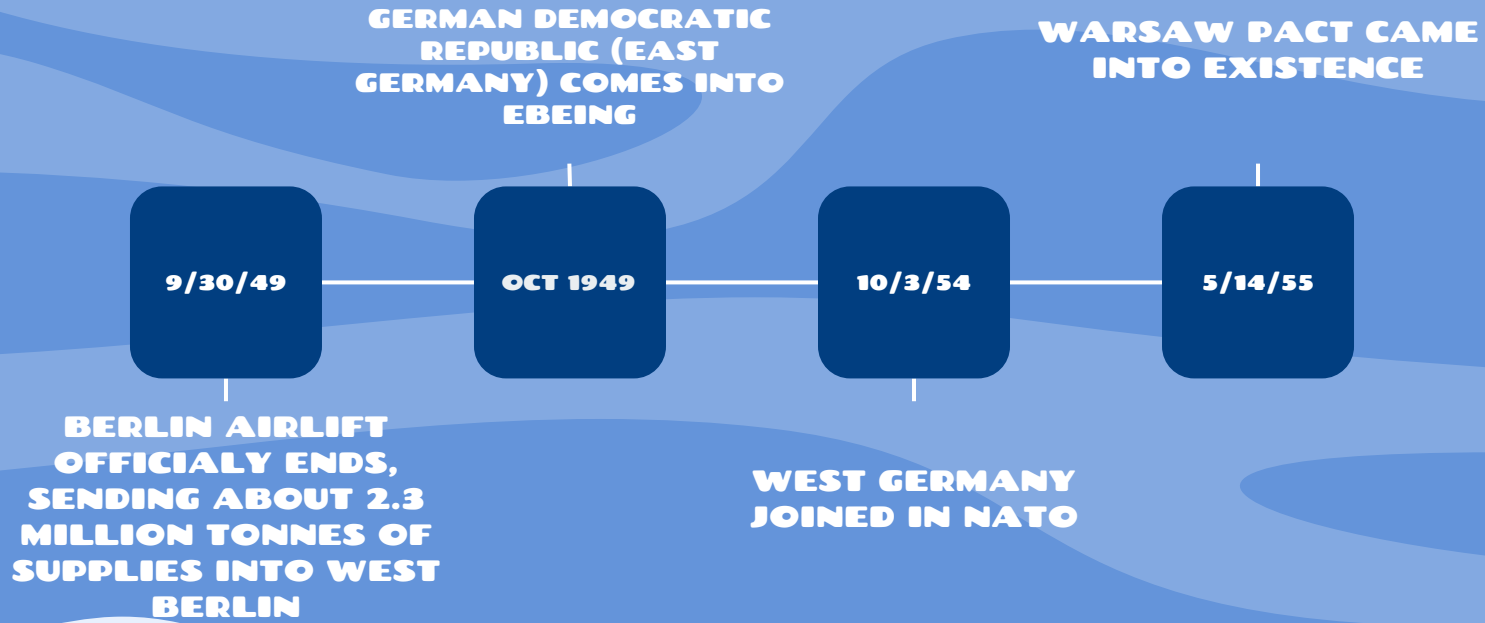 GERMAN DEMOCRATIC
REPUBLIC (EAST
GERMANY) COMES INTO
EBEING
WARSAW PACT CAME
INTO EXISTENCE
9/30/49
OCT 1949
10/3/54
5/14/55
BERLIN AIRLIFT
OFFICIALY ENDS,
SENDING ABOUT 2.3
MILLION TONNES OF
SUPPLIES INTO WEST
BERLIN
WEST GERMANY
JOINED IN NATO